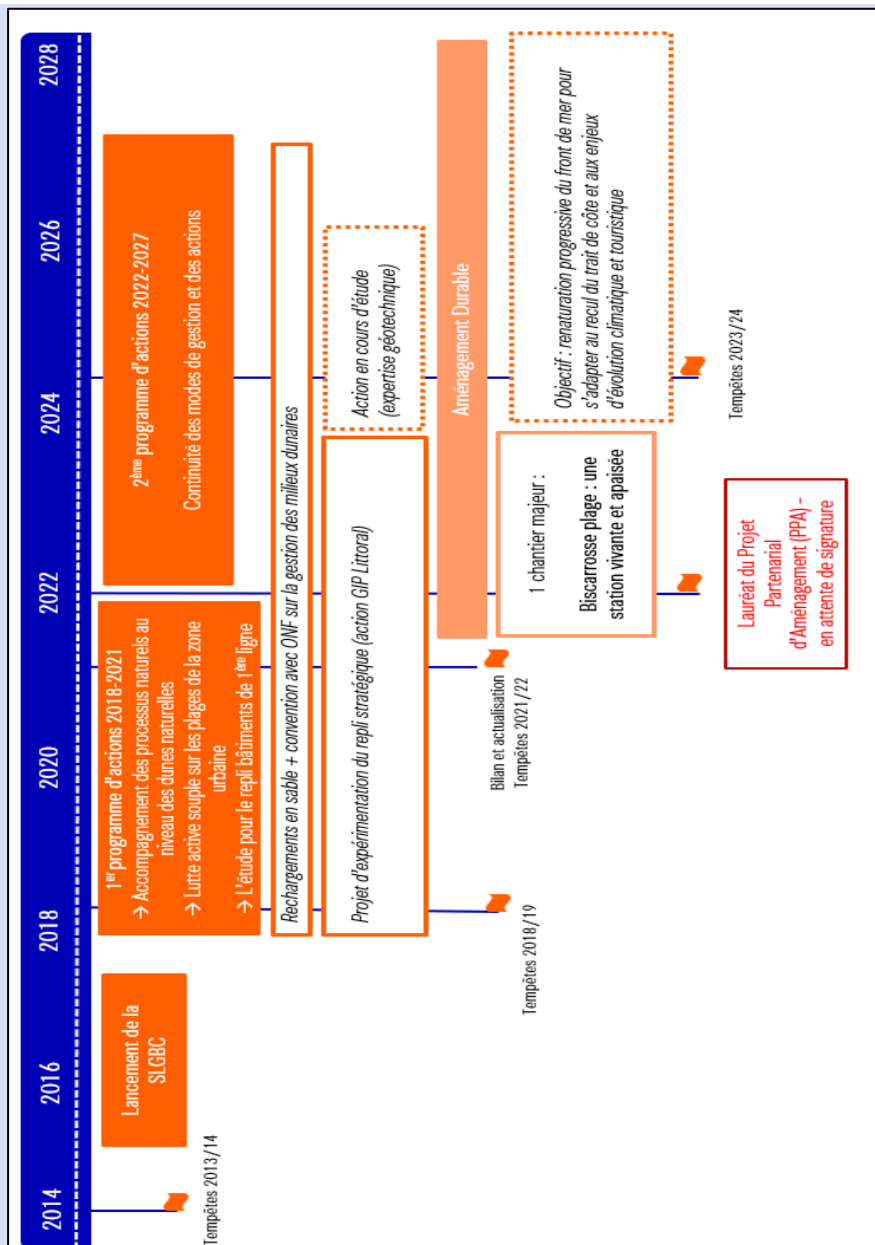 2014
2016
2018
2020
2022
2024
2026
2028
Tempêtes 2013/14
Lancement de la
SLGBC
1er programme d'actions 2018-2021
→ Accompagnement des processus naturels au
niveau des dunes naturelles
→ Lutte active souple sur les plages de la zone
urbaine
→ L'étude pour le repli bâtiments de 1ère ligne
2ème programme d'actions 2022-2027
Continuité des modes de gestion et des actions
Rechargements en sable + convention avec ONF sur la gestion des milieux dunaires
Projet d'expérimentation du repli stratégique (action GIP Littoral)
Action en cours d'étude
(expertise géotechnique)
Aménagement Durable
Tempêtes 2018/19
Bilan et actualisation
Tempêtes 2021/22
1 chantier majeur :
Biscarrosse plage : une
station vivante et apaisée
Objectif : renaturation progressive du front de mer pour
s'adapter au recul du trait de côte et aux enjeux
d'évolution climatique et touristique
Tempêtes 2023/24
Lauréat du Projet
Partenarial
d'Aménagement (PPA) –
en attente de signature